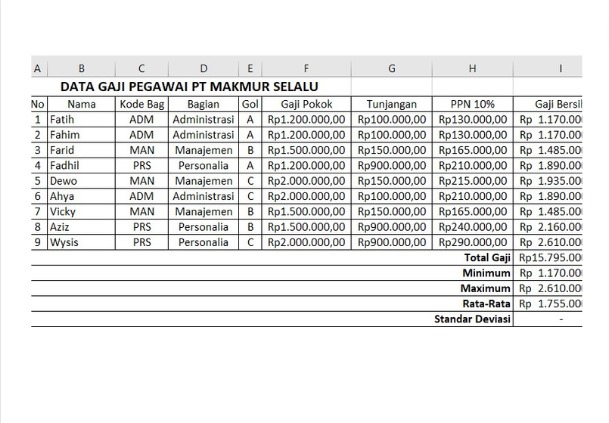 A B C D E F G H I
DATA GAJI PEGAWAI PT MAKMUR SELALU
No Nama Kode Bag Bagian Gol Gaji Pokok Tunjangan PPN 10% Gaji Bersi
1 Fatih ADM Administrasi A Rp1.200.000,00 Rp100.000,00 Rp130.000,00 Rp 1.170.00
2 Fahim ADM Administrasi A Rp1.200.000,00 Rp100.000,00 Rp130.000,00 Rp 1.170.00
3 Farid MAN Manajemen B Rp1.500.000,00 Rp150.000,00 Rp165.000,00 Rp 1.485.00
4 Fadhil PRS Personalia A Rp1.200.000,00 Rp900.000,00 Rp210.000,00 Rp 1.890.00
5 Dewo MAN Manajemen C Rp2.000.000,00 Rp150.000,00 Rp215.000,00 Rp 1.935.00
6 Ahya ADM Administrasi C Rp2.000.000,00 Rp100.000,00 Rp210.000,00 Rp 1.890.00
7 Vicky MAN Manajemen B Rp1.500.000,00 Rp150.000,00 Rp165.000,00 Rp 1.485.00
8 Aziz PRS Personalia B Rp1.500.000,00 Rp900.000,00 Rp240.000,00 Rp 2.160.00
9 Wysis PRS Personalia C Rp2.000.000,00 Rp900.000,00 Rp290.000,00 Rp 2.610.00
Total Gaji Rp15.795.00
Minimum Rp 1.170.00
Maximum Rp 2.610.00
Rata-Rata Rp 1.755.00
Standar Deviasi -